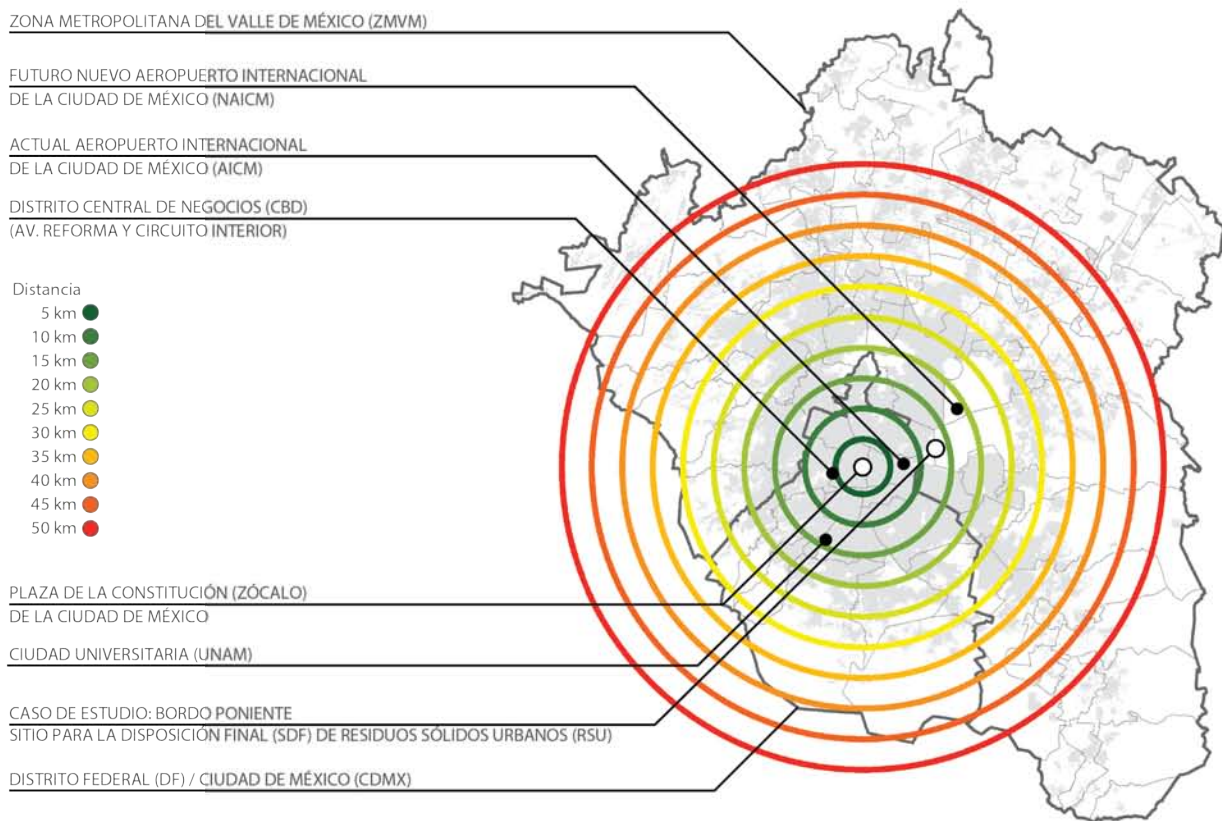 ZONA METROPOLITANA DEL VALLE DE MÉXICO (ZMVM)
FUTURO NUEVO AEROPUERTO INTERNACIONAL
DE LA CIUDAD DE MÉXICO (NAICM)
ACTUAL AEROPUERTO INTERNACIONAL
DE LA CIUDAD DE MÉXICO (AICM)
DISTRITO CENTRAL DE NEGOCIOS (CBD)
(AV. REFORMA Y CIRCUITO INTERIOR)
Distancia
5 km
10 km
15 km
20 km
25 km
30 km
35 km
40 km
45 km
50 km
PLAZA DE LA CONSTITUCIÓN (ZÓCALO)
DE LA CIUDAD DE MÉXICO
CIUDAD UNIVERSITARIA (UNAM)
CASO DE ESTUDIO: BORDO PONIENTE
SITIO PARA LA DISPOSICIÓN FINAL (SDF) DE RESIDUOS SÓLIDOS URBANOS (RSU)
DISTRITO FEDERAL (DF) / CIUDAD DE MÉXICO (CDMX)